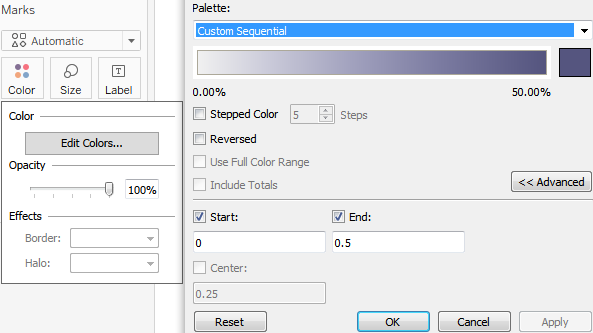 Marks
Automatic
Color Size Label
Color
Edit Colors...
Opacity
100%
Effects
Border:
Halo:
Palette:
Custom Sequential
0.00% 50.00%
Stepped Color 5 Steps
Reversed
Use Full Color Range
Include Totals
<< Advanced
Start: End:
0 0.5
Center:
0.25
Reset OK Cancel Apply